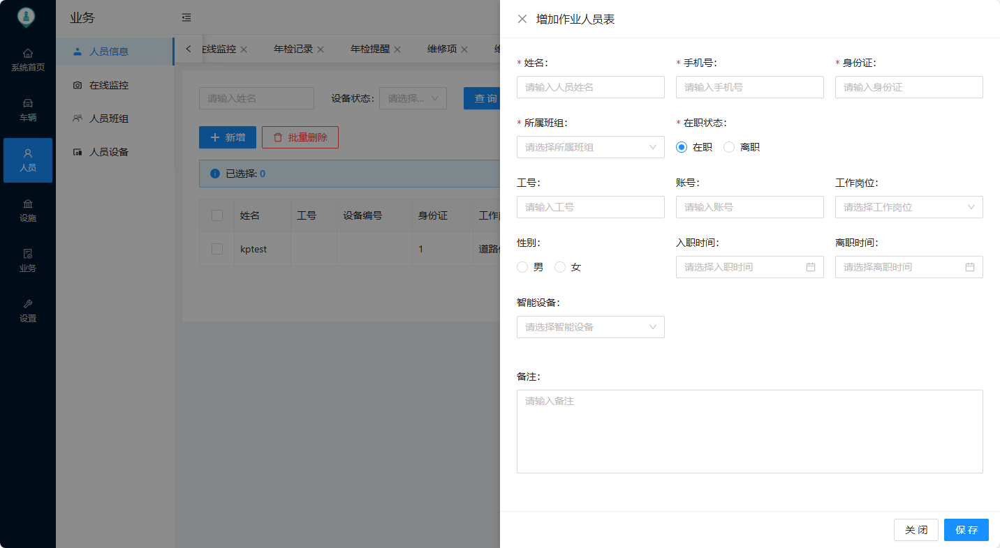 业务
系统首页
车辆
人员
设施
业务
设置
人员信息
在线监控
人员班组
人员设备
在线监控
年检记录
年检提醒
维修项
请输入姓名
设备状态:
请选择...
查 询
新增
批量删除
已选择: 0
姓名
工号
设备编号
身份证
工作
kptest
1
道路
增加作业人员表
* 姓名:
* 手机号:
* 身份证:
请输入人员姓名
请输入手机号
请输入身份证
* 所属班组:
* 在职状态:
请选择所属班组
在职
离职
工号:
账号:
工作岗位:
请输入工号
请输入账号
请选择工作岗位
性别:
入职时间:
离职时间:
男
女
请选择入职时间
请选择离职时间
智能设备:
请选择智能设备
备注:
请输入备注
关 闭
保 存